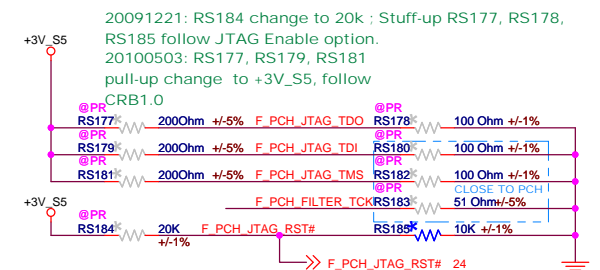 20091221: RS184 change to 20k ; Stuff-up RS177, RS178,
RS185 follow JTAG Enable option.
20100503: RS177, RS179, RS181
pull-up change to +3V_S5, follow
CRB1.0
+3V_S5
@PR @PR
RS177 200Ohm +/-5% F_PCH_JTAG_TDO RS178 100 Ohm +/-1%
@PR @PR
RS179 200Ohm +/-5% F_PCH_JTAG_TDI RS180 100 Ohm +/-1%
@PR @PR
RS181 200Ohm +/-5% F_PCH_JTAG_TMS RS182 100 Ohm +/-1%
@PR CLOSE TO PCH
F_PCH_FILTER_TCK RS183 51 Ohm+/-5%
+3V_S5
@PR
RS184 20K F_PCH_JTAG_RST# RS185 10K +/-1%
+/-1%
F_PCH_JTAG_RST# 24